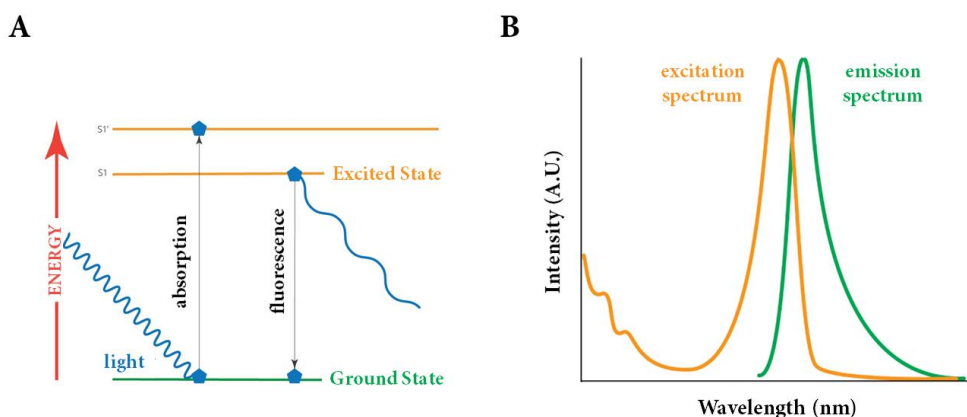 A
S1'
S1
Excited State
ENERGY
absorption
fluorescence
light
Ground State
B
excitation
spectrum
emission
spectrum
Intensity (A.U.)
Wavelength (nm)